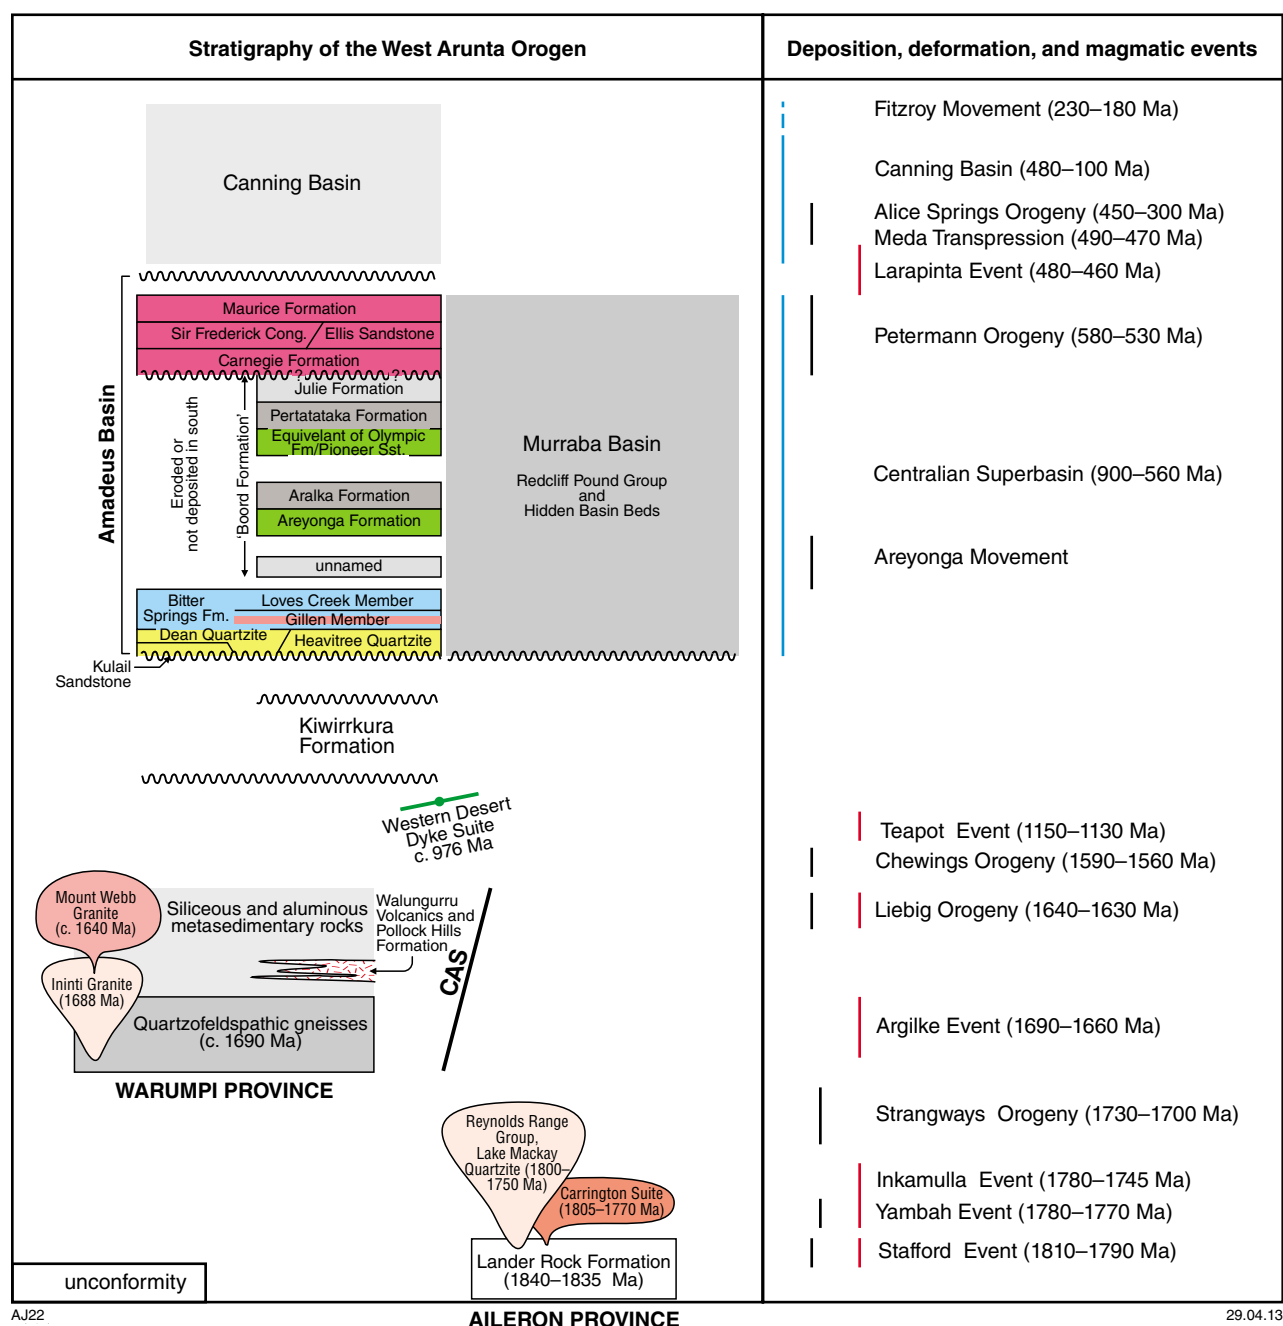 Stratigraphy of the West Arunta Orogen
Deposition, deformation, and magmatic events
Canning Basin
Amadeus Basin
Maurice Formation
Sir Frederick Cong.
Ellis Sandstone
Carnegie Formation
?
?
Julie Formation
Pertatataka Formation
Equivelant of Olympic
Fm/Pioneer Sst.
Eroded or
not deposited in south
'Boord Formation'
Aralka Formation
Areyonga Formation
unnamed
Bitter
Springs Fm.
Loves Creek Member
Gillen Member
Dean Quartzite
Heavitree Quartzite
Kulail
Sandstone
Murraba Basin
Redcliff Pound Group
and
Hidden Basin Beds
Kiwirrkura
Formation
Western Desert
Dyke Suite
c. 976 Ma
Mount Webb
Granite
(c. 1640 Ma)
Ininti Granite
(1688 Ma)
Siliceous and aluminous
metasedimentary rocks
Walungurru
Volcanics and
Pollock Hills
Formation
CAS
Quartzofeldspathic gneisses
(c. 1690 Ma)
WARUMPI PROVINCE
Reynolds Range
Group,
Lake Mackay
Quartzite (1800–
1750 Ma)
Carrington Suite
(1805–1770 Ma)
Lander Rock Formation
(1840–1835 Ma)
AILERON PROVINCE
unconformity
Fitzroy Movement (230–180 Ma)
Canning Basin (480–100 Ma)
Alice Springs Orogeny (450–300 Ma)
Meda Transpression (490–470 Ma)
Larapinta Event (480–460 Ma)
Petermann Orogeny (580–530 Ma)
Centralian Superbasin (900–560 Ma)
Areyonga Movement
Teapot Event (1150–1130 Ma)
Chewings Orogeny (1590–1560 Ma)
Liebig Orogeny (1640–1630 Ma)
Argilke Event (1690–1660 Ma)
Strangways Orogeny (1730–1700 Ma)
Inkamulla Event (1780–1745 Ma)
Yambah Event (1780–1770 Ma)
Stafford Event (1810–1790 Ma)
AJ22
29.04.13